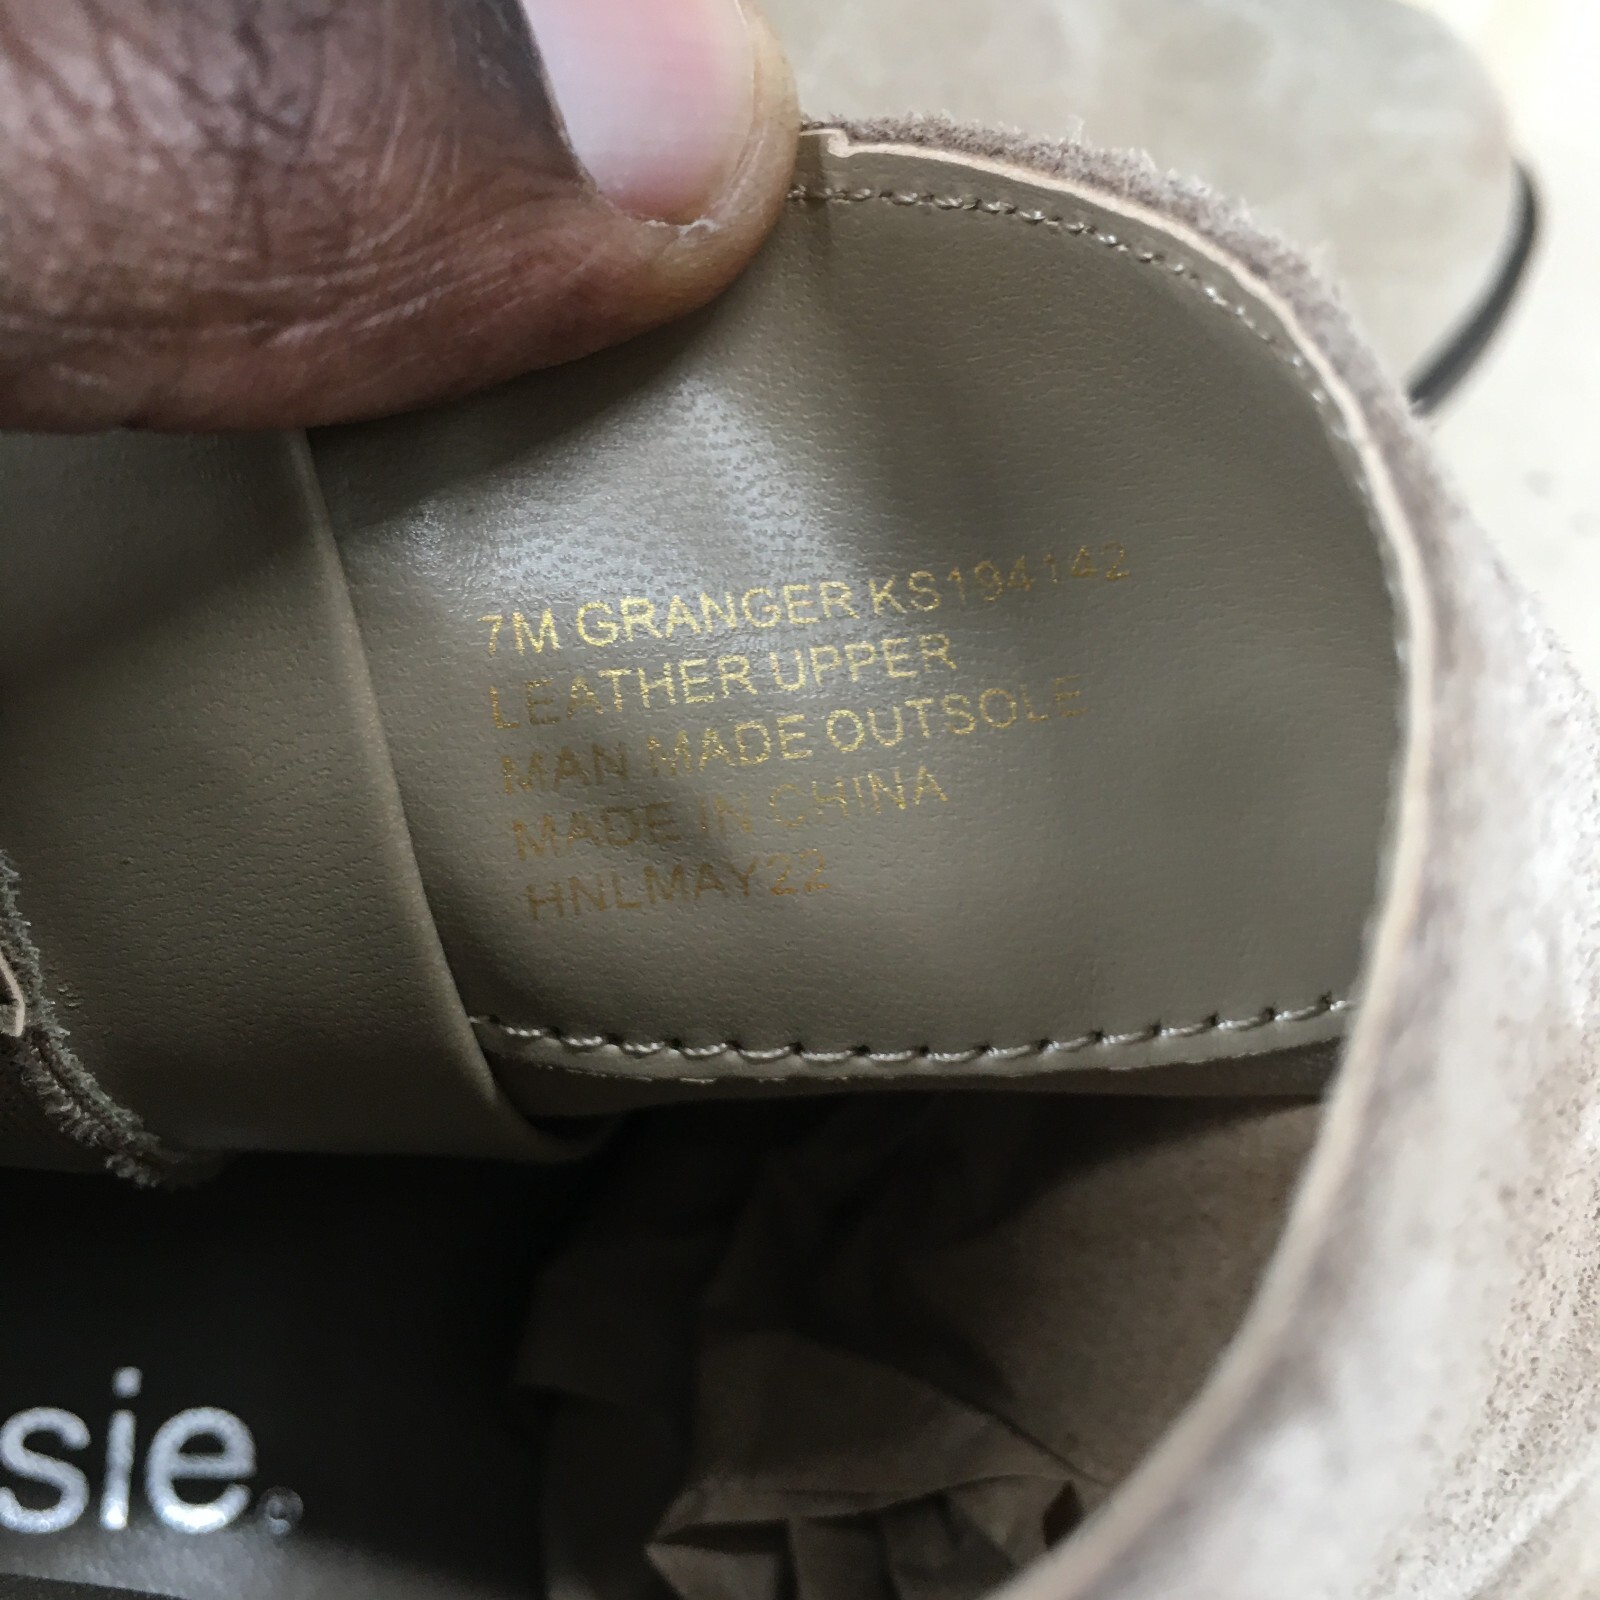 7M GRANGER KS194142
LEATHER UPPER
MAN MADE OUTSOLE
MADE IN CHINA
HNLMAY22
sie